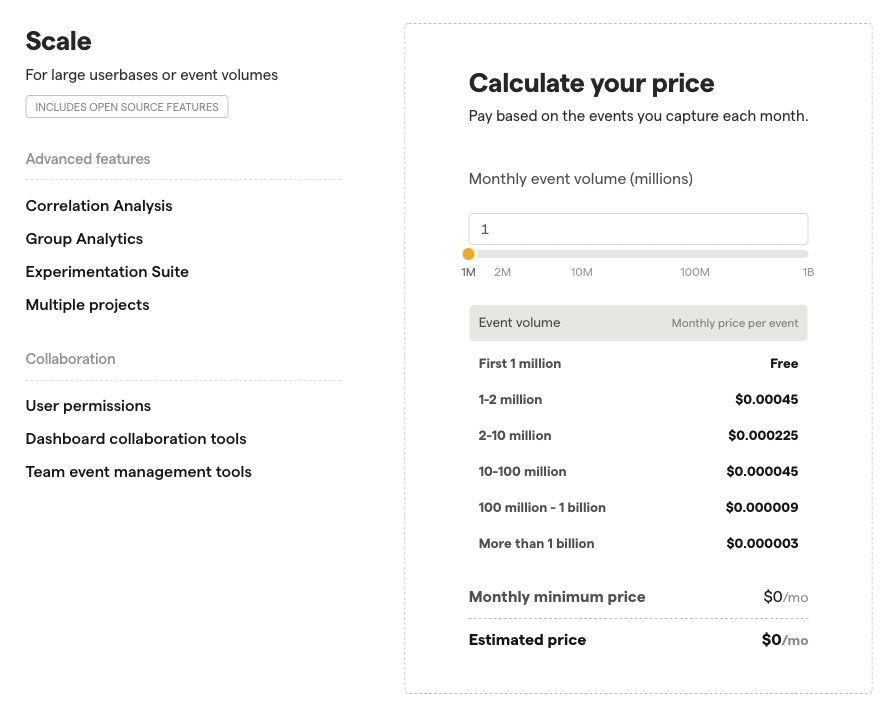 Scale
For large userbases or event volumes
INCLUDES OPEN SOURCE FEATURES
Advanced features
Correlation Analysis
Group Analytics
Experimentation Suite
Multiple projects
Collaboration
User permissions
Dashboard collaboration tools
Team event management tools
Calculate your price
Pay based on the events you capture each month.
Monthly event volume (millions)
1
1M 2M 10M 100M 1B
Event volume Monthly price per event
First 1 million Free
1-2 million $0.00045
2-10 million $0.000225
10-100 million $0.000045
100 million - 1 billion $0.000009
More than 1 billion $0.000003
Monthly minimum price $0/mo
Estimated price $0/mo